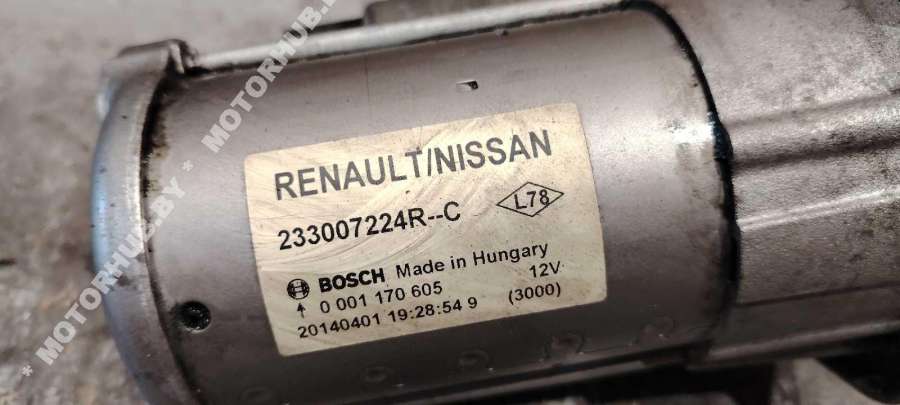 RENAULT/NISSAN
233007224R--C L78
BOSCH Made in Hungary 12V
0 001 170 605 (3000)
20140401 19:28:54 9
* MOTORHUB.BY * MOTORHUB.BY *
* MOTORHUB.BY *